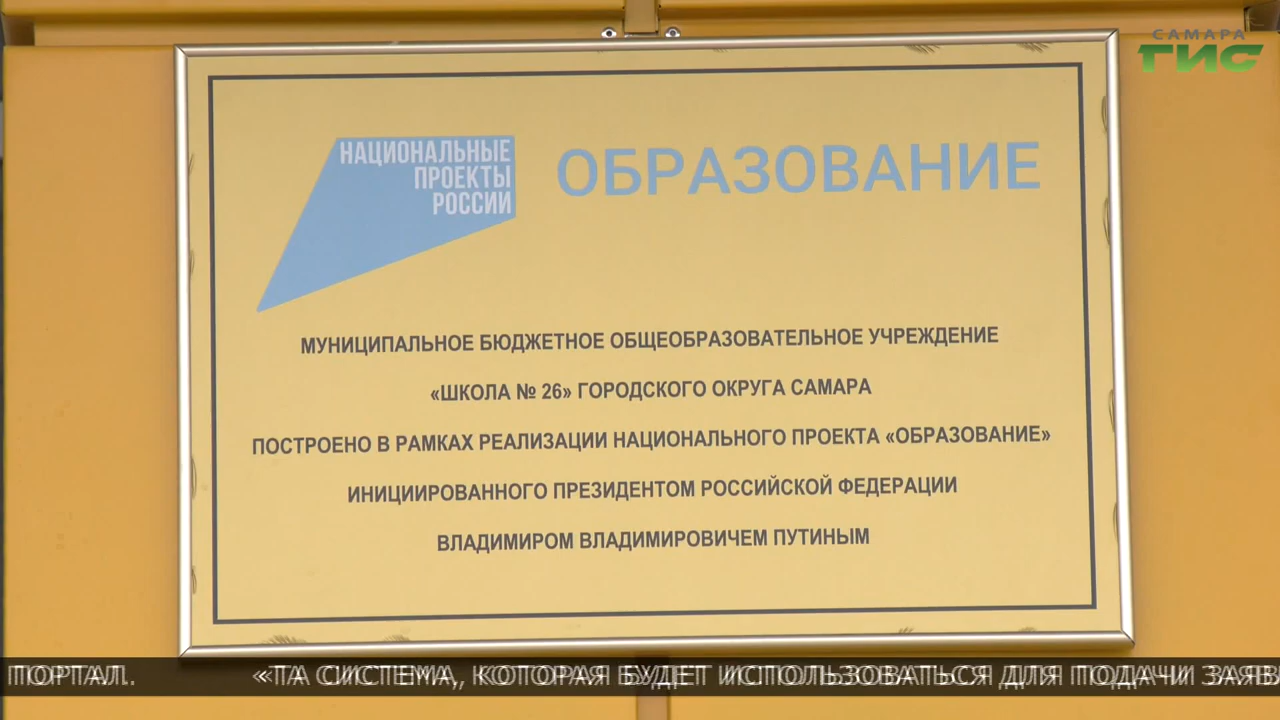 САМАРА
ГИС
НАЦИОНАЛЬНЫЕ
ПРОЕКТЫ
РОССИИ
ОБРАЗОВАНИЕ
МУНИЦИПАЛЬНОЕ БЮДЖЕТНОЕ ОБЩЕОБРАЗОВАТЕЛЬНОЕ УЧРЕЖДЕНИЕ
«ШКОЛА № 26» ГОРОДСКОГО ОКРУГА САМАРА
ПОСТРОЕНО В РАМКАХ РЕАЛИЗАЦИИ НАЦИОНАЛЬНОГО ПРОЕКТА «ОБРАЗОВАНИЕ»
ИНИЦИИРОВАННОГО ПРЕЗИДЕНТОМ РОССИЙСКОЙ ФЕДЕРАЦИИ
ВЛАДИМИРОМ ВЛАДИМИРОВИЧЕМ ПУТИНЫМ
ПОРТАЛ. «ТА СИСТЕМА, КОТОРАЯ БУДЕТ ИСПОЛЬЗОВАТЬСЯ ДЛЯ ПОДАЧИ